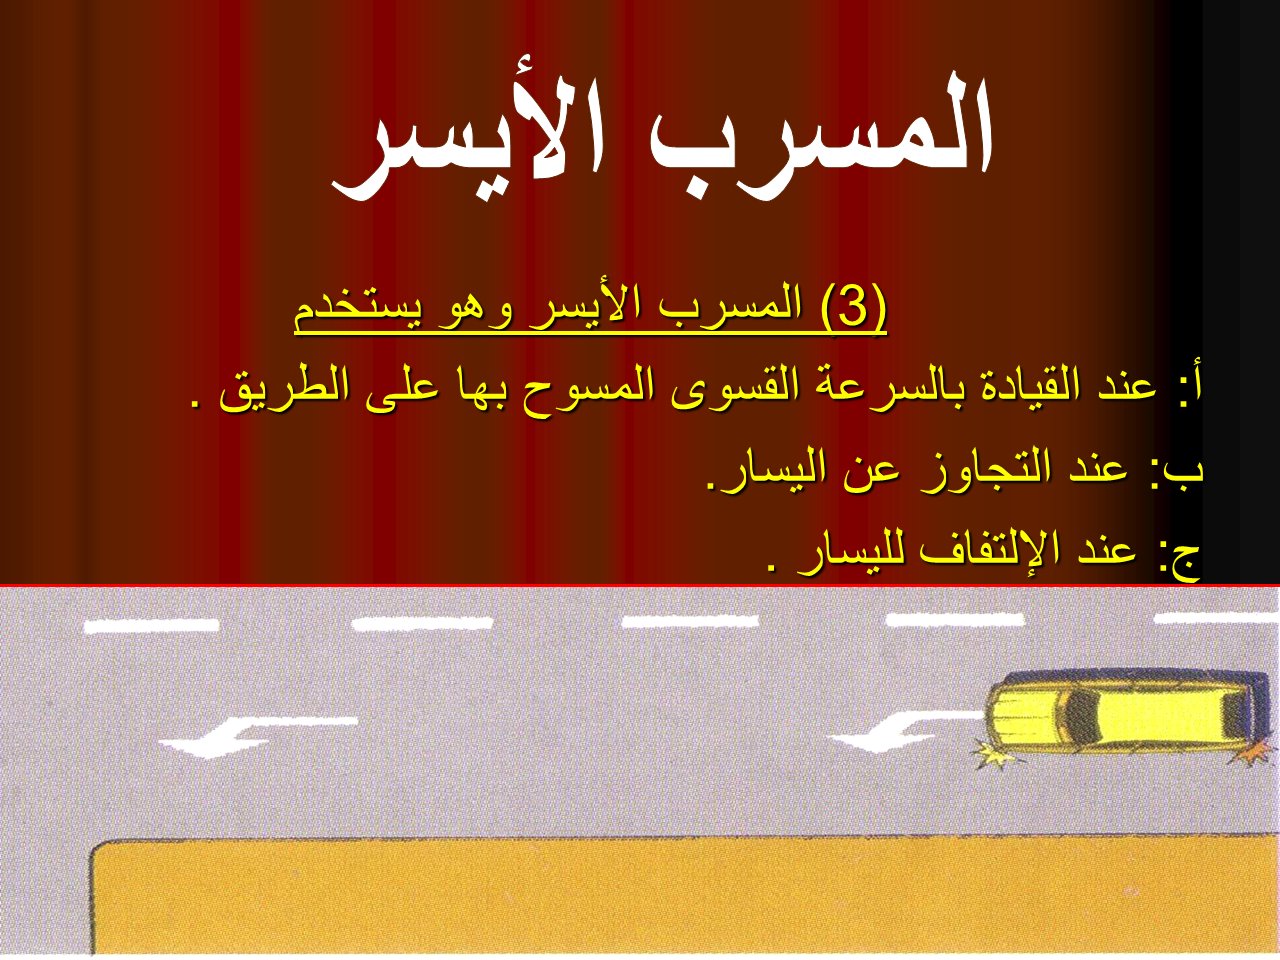 المسرب الأيسر
(3) المسرب الأيسر وهو يستخدم
أ: عند القيادة بالسرعة القسوى المسوح بها على الطريق .
ب: عند التجاوز عن اليسار.
ج: عند الإلتفاف لليسار .